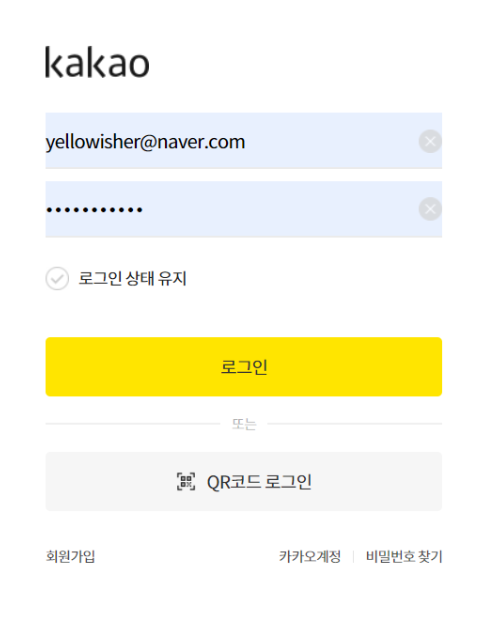 kakao
yellowisher@naver.com
•••••••••••
로그인 상태 유지
로그인
또는
QR코드 로그인
회원가입
카카오계정 | 비밀번호 찾기